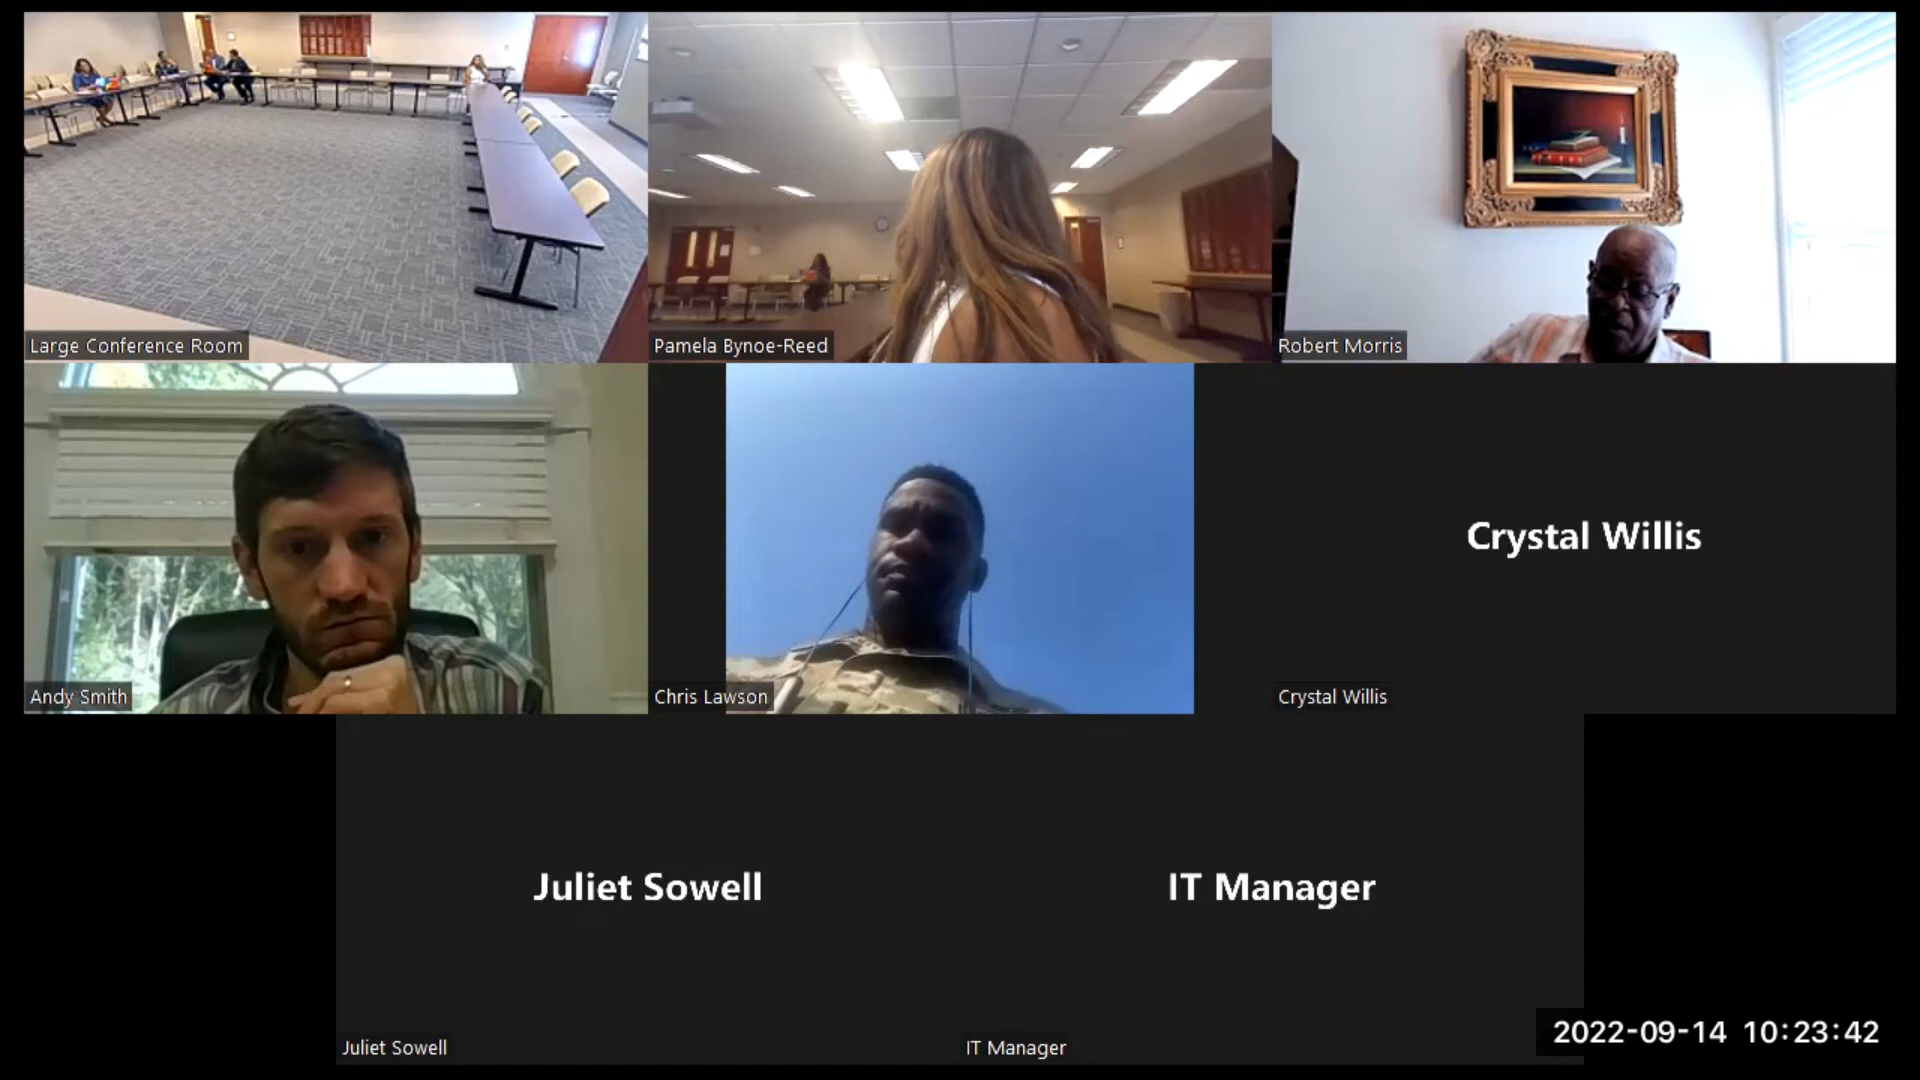 Large Conference Room
Pamela Bynoe-Reed
Robert Morris
Andy Smith
Chris Lawson
Crystal Willis
Crystal Willis
Juliet Sowell
IT Manager
Juliet Sowell
IT Manager
2022-09-14 10:23:42